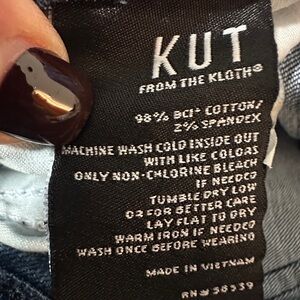 KUT
FROM THE KLOTH®
98% BCI* COTTON/
2% SPANDEX
MACHINE WASH COLD INSIDE OUT
WITH LIKE COLORS
ONLY NON-CHLORINE BLEACH
IF NEEDED
TUMBLE DRY LOW
OR FOR BETTER CARE
LAY FLAT TO DRY
WARM IRON IF NEEDED
WASH ONCE BEFORE WEARING
MADE IN VIETNAM